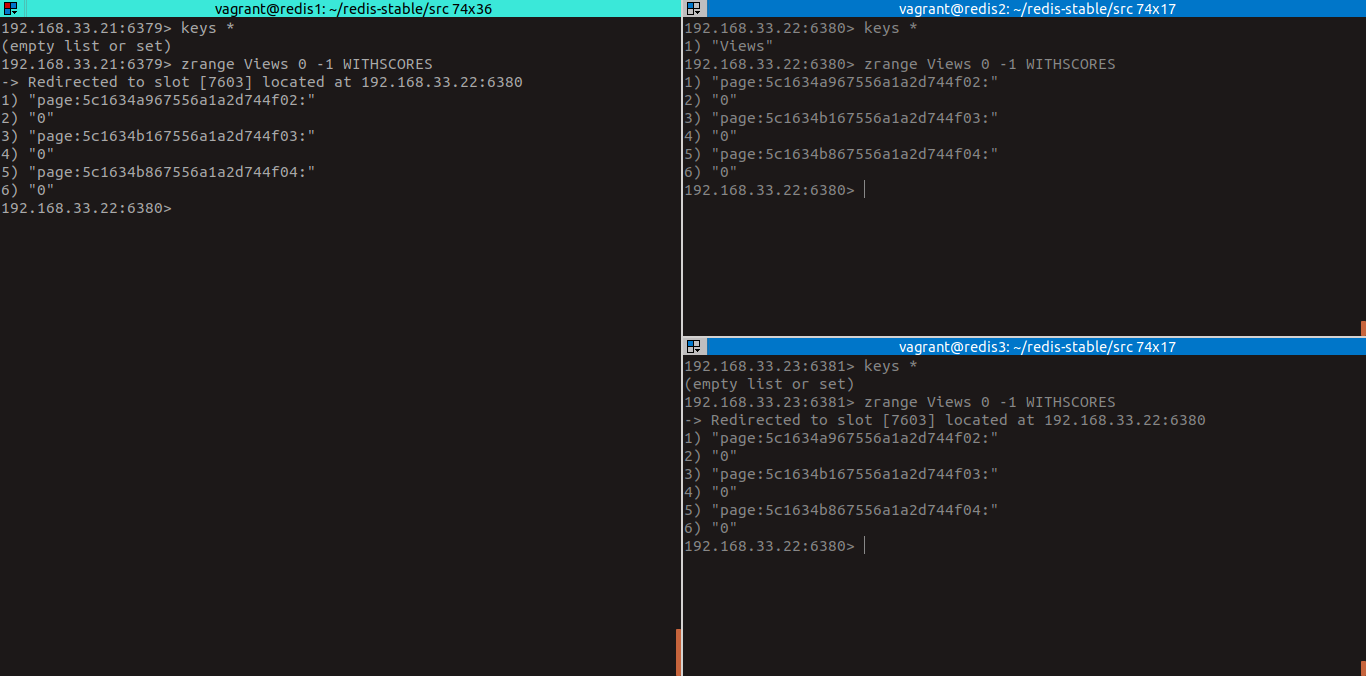 vagrant@redis1: ~/redis-stable/src 74x36
192.168.33.21:6379> keys *
(empty list or set)
192.168.33.21:6379> zrange Views 0 -1 WITHSCORES
-> Redirected to slot [7603] located at 192.168.33.22:6380
1) "page:5c1634a967556a1a2d744f02:"
2) "0"
3) "page:5c1634b167556a1a2d744f03:"
4) "0"
5) "page:5c1634b867556a1a2d744f04:"
6) "0"
192.168.33.22:6380>
vagrant@redis2: ~/redis-stable/src 74x17
192.168.33.22:6380> keys *
1) "Views"
192.168.33.22:6380> zrange Views 0 -1 WITHSCORES
1) "page:5c1634a967556a1a2d744f02:"
2) "0"
3) "page:5c1634b167556a1a2d744f03:"
4) "0"
5) "page:5c1634b867556a1a2d744f04:"
6) "0"
192.168.33.22:6380>
vagrant@redis3: ~/redis-stable/src 74x17
192.168.33.23:6381> keys *
(empty list or set)
192.168.33.23:6381> zrange Views 0 -1 WITHSCORES
-> Redirected to slot [7603] located at 192.168.33.22:6380
1) "page:5c1634a967556a1a2d744f02:"
2) "0"
3) "page:5c1634b167556a1a2d744f03:"
4) "0"
5) "page:5c1634b867556a1a2d744f04:"
6) "0"
192.168.33.22:6380>